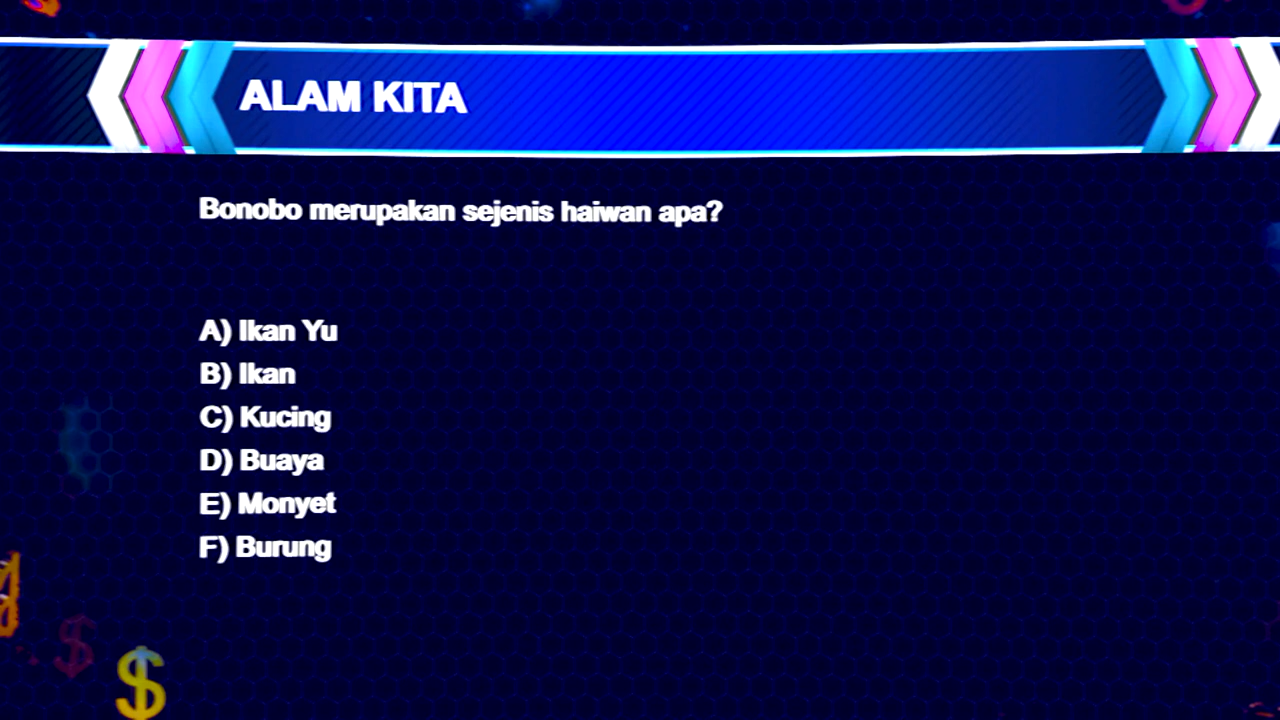 ALAM KITA
Bonobo merupakan sejenis haiwan apa?
A) Ikan Yu
B) Ikan
C) Kucing
D) Buaya
E) Monyet
F) Burung
$
$